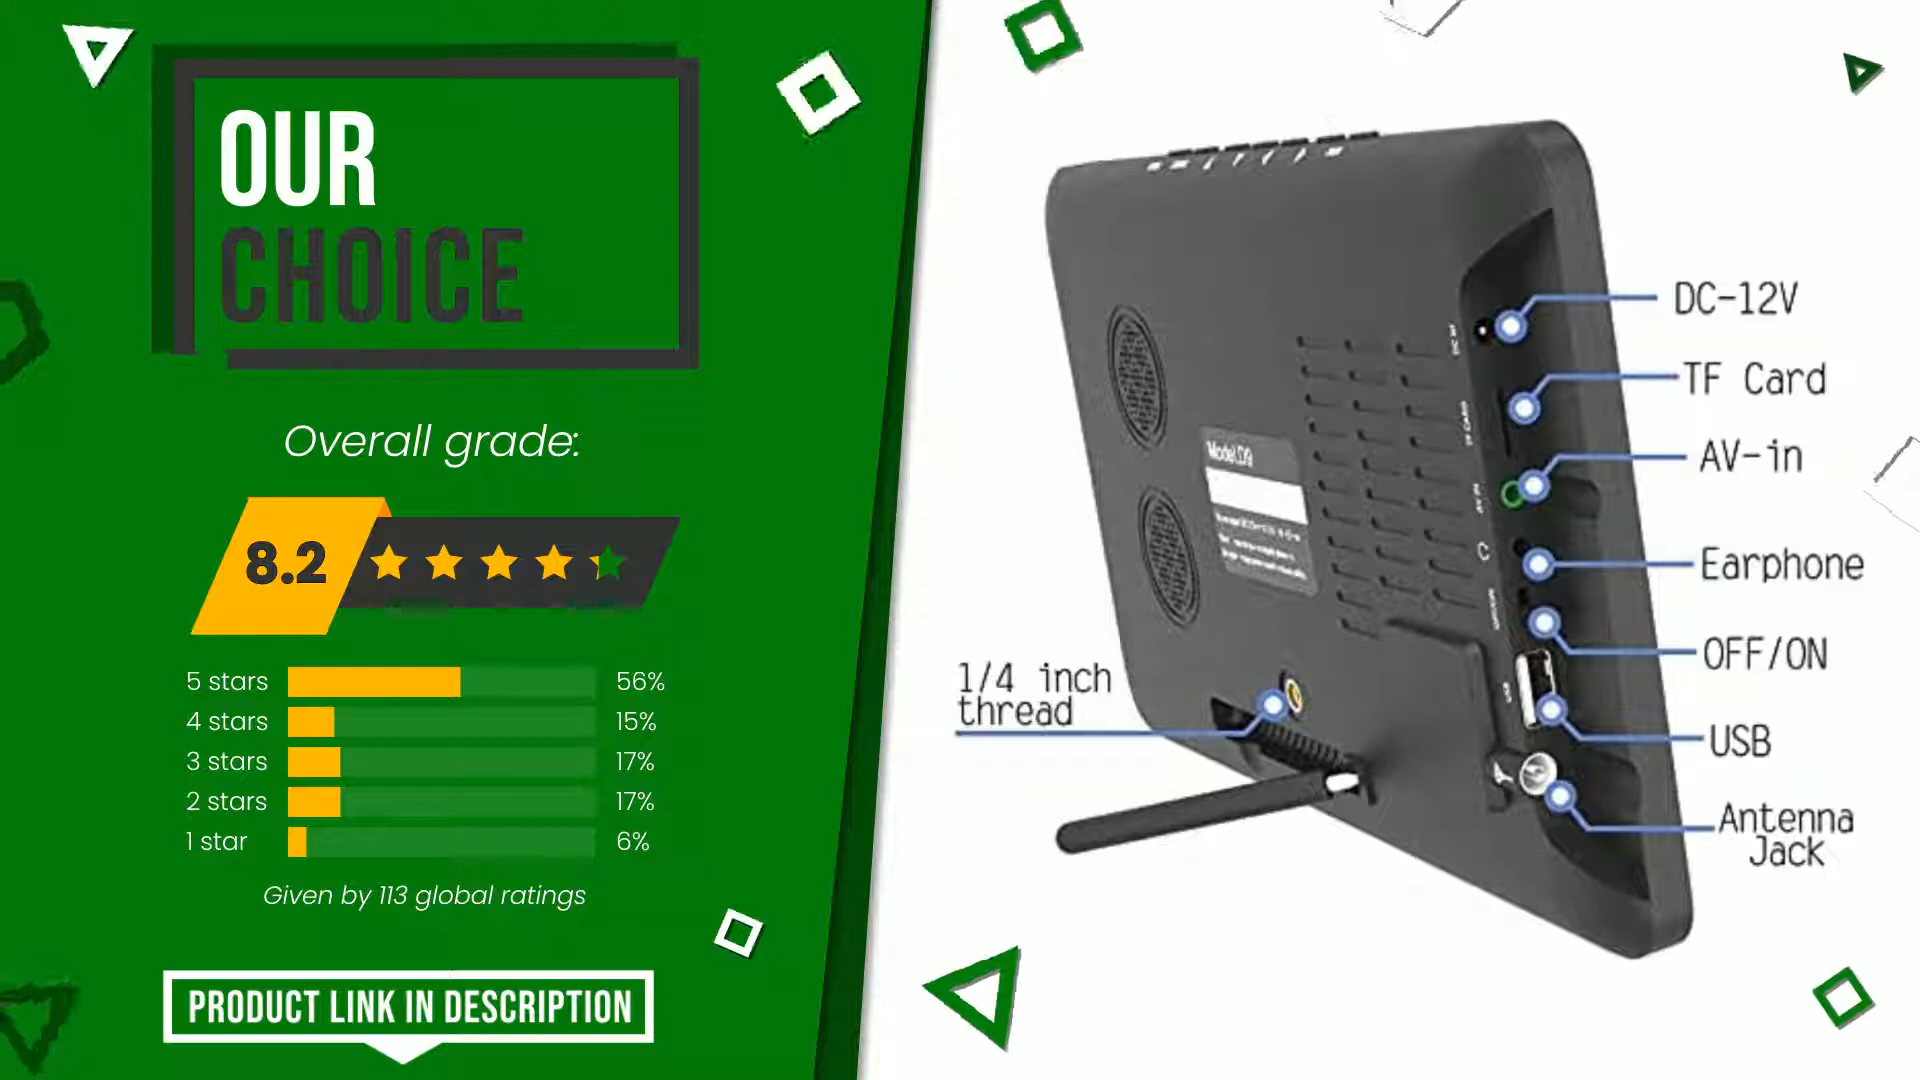 OUR
CHOICE
Overall grade:
8.2
5 stars 56%
4 stars 15%
3 stars 17%
2 stars 17%
1 star 6%
Given by 113 global ratings
PRODUCT LINK IN DESCRIPTION
DC-12V
TF Card
AV-in
Earphone
OFF/ON
USB
Antenna
Jack
1/4 inch
thread
Model:D9